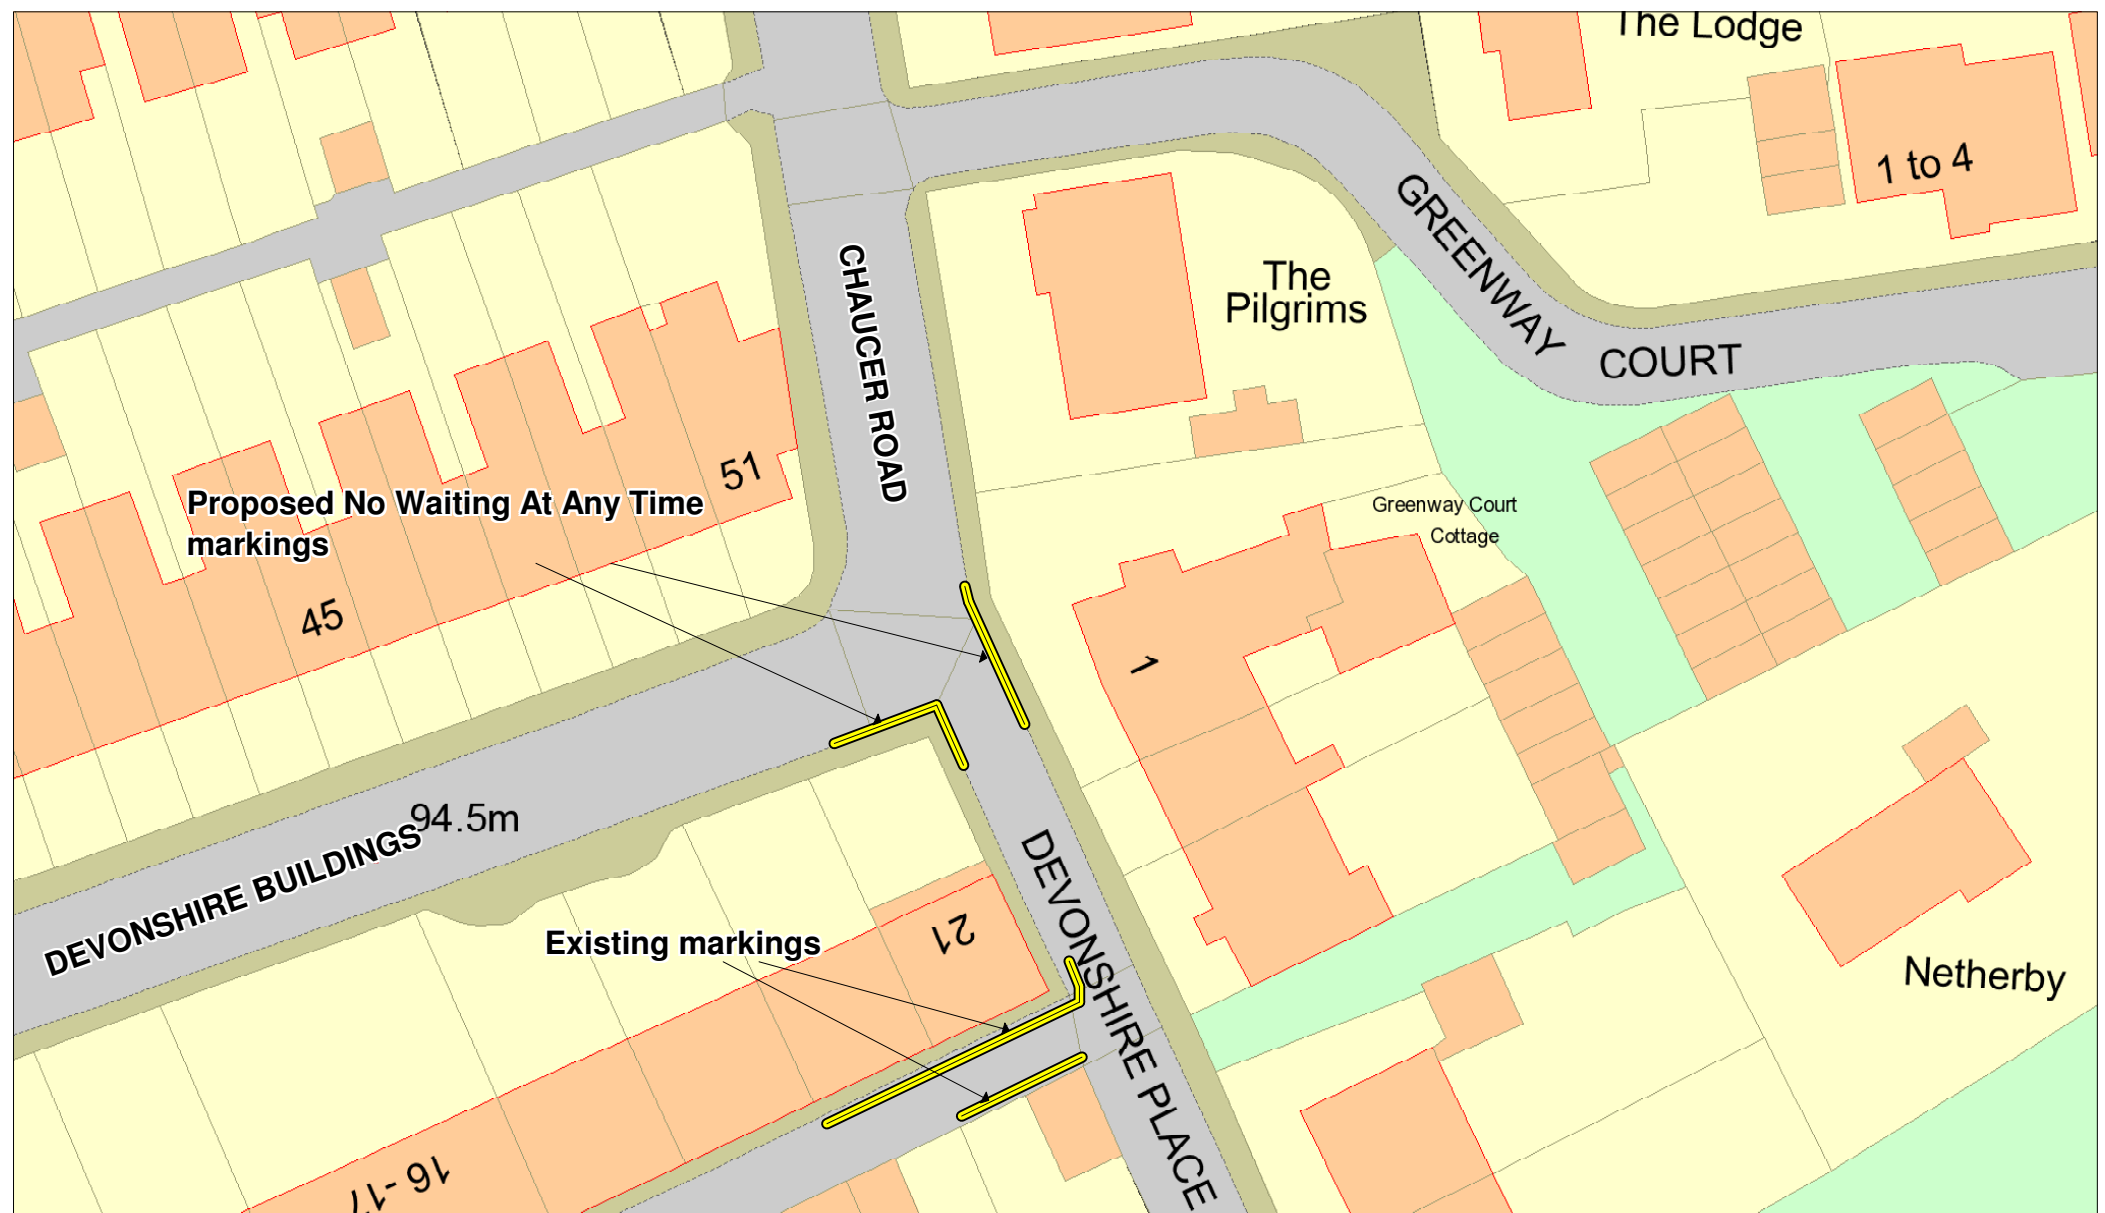 The Lodge
1 to 4
GREENWAY
COURT
CHAUCER ROAD
The
Pilgrims
51
Proposed No Waiting At Any Time
markings
Greenway Court
Cottage
45
1
94.5m
DEVONSHIRE BUILDINGS
21
Existing markings
DEVONSHIRE PLACE
Netherby
16 - 17